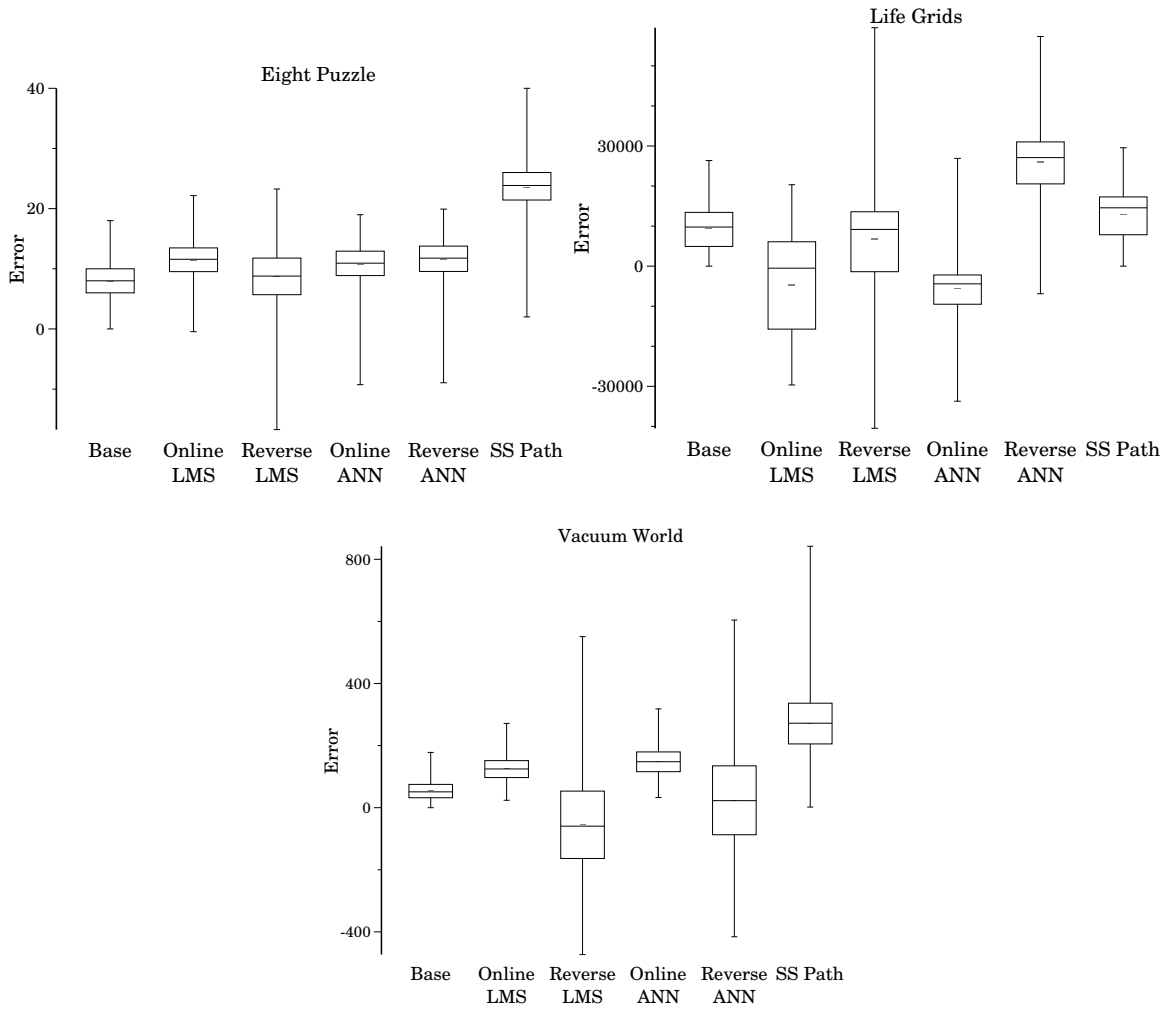 Eight Puzzle
40
20
0
Error
Base Online Reverse Online Reverse SS Path
LMS LMS ANN ANN
Life Grids
30000
0
-30000
Error
Base Online Reverse Online Reverse SS Path
LMS LMS ANN ANN
Vacuum World
800
400
0
-400
Error
Base Online Reverse Online Reverse SS Path
LMS LMS ANN ANN